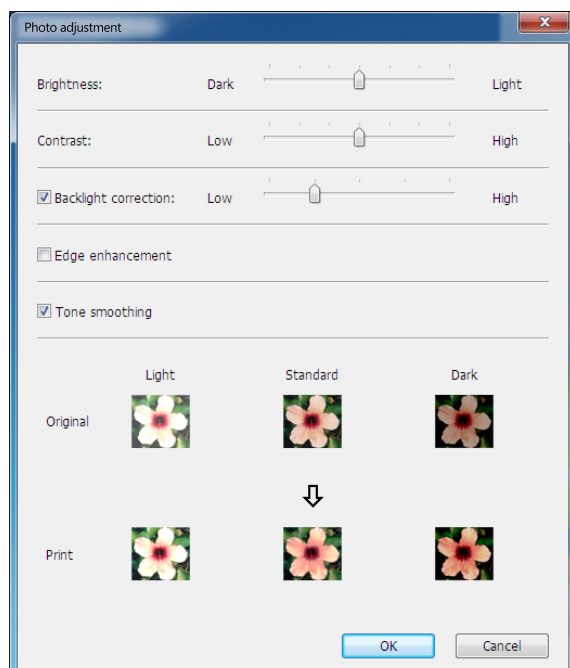 Photo adjustment
Brightness: Dark Light
Contrast: Low High
Backlight correction: Low High
Edge enhancement
Tone smoothing
Light Standard Dark
Original
Print
OK Cancel